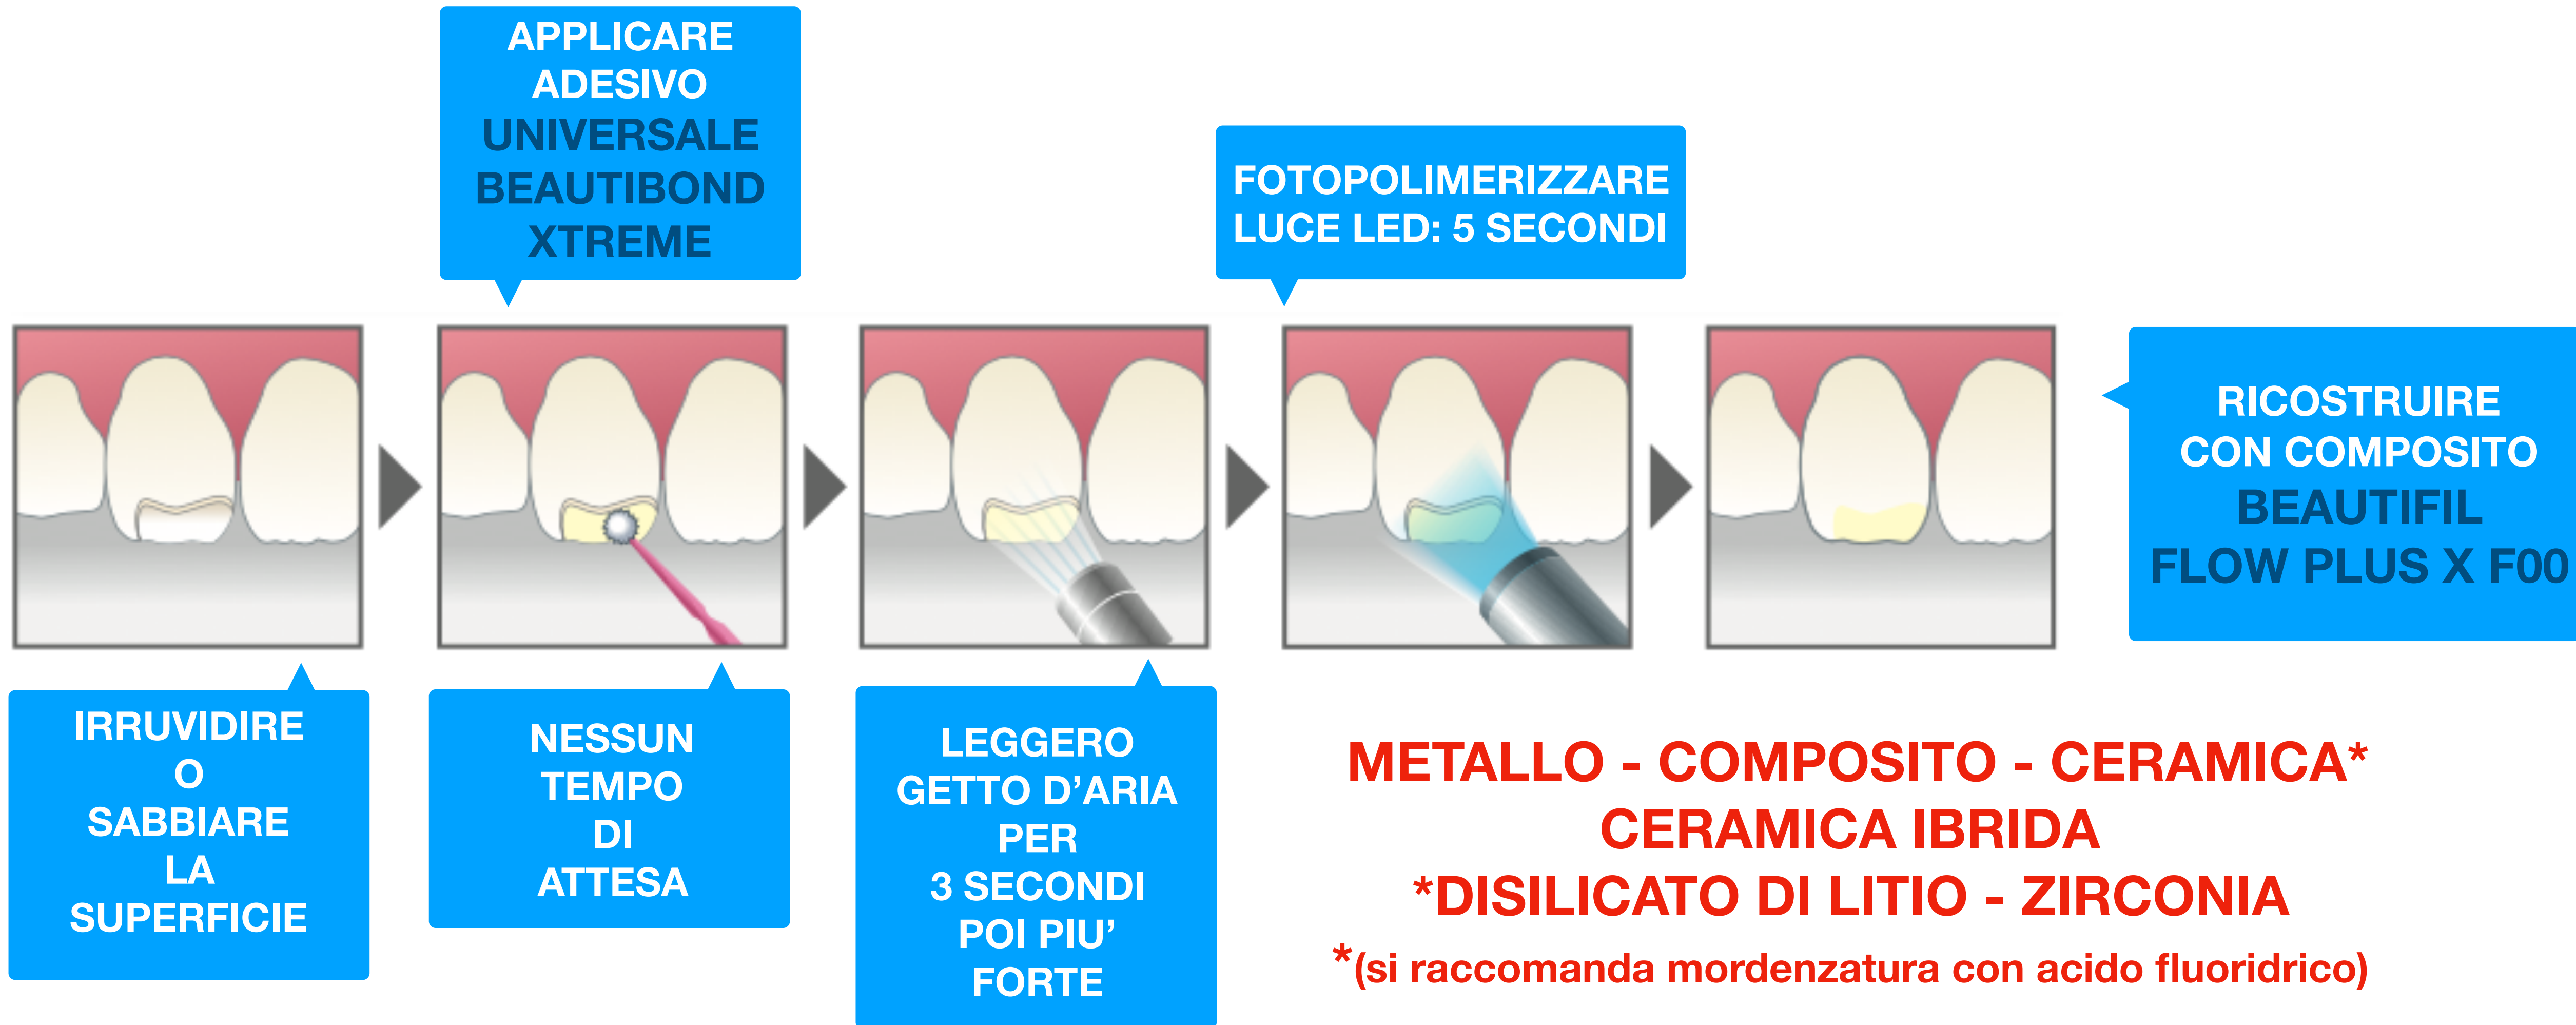 APPLICARE
ADESIVO
UNIVERSALE
BEAUTIBOND
XTREME
FOTOPOLIMERIZZARE
LUCE LED: 5 SECONDI
RICOSTRUIRE
CON COMPOSITO
BEAUTIFIL
FLOW PLUS X F00
IRRUVIDIRE
O
SABBIARE
LA
SUPERFICIE
NESSUN
TEMPO
DI
ATTESA
LEGGERO
GETTO D’ARIA
PER
3 SECONDI
POI PIU’
FORTE
METALLO - COMPOSITO - CERAMICA*
CERAMICA IBRIDA
*DISILICATO DI LITIO - ZIRCONIA
*(si raccomanda mordenzatura con acido fluoridrico)